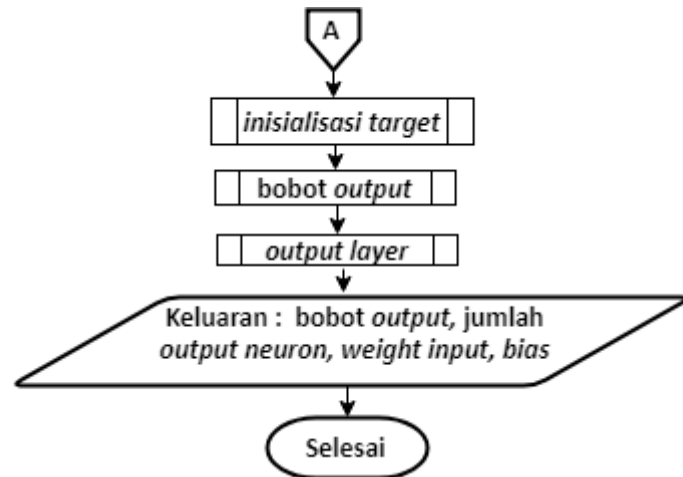 A
inisialisasi target
bobot output
output layer
Keluaran : bobot output, jumlah
output neuron, weight input, bias
Selesai